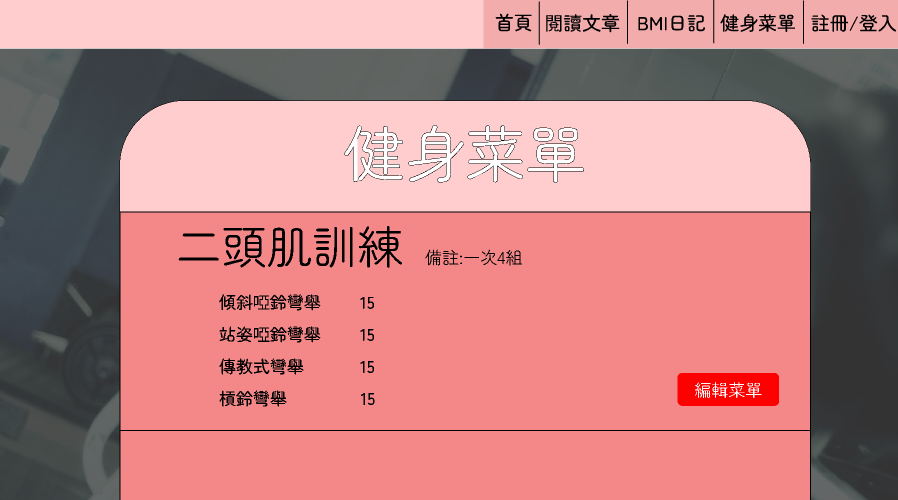 首頁 閱讀文章 BMI日記 健身菜單 註冊/登入
健身菜單
二頭肌訓練 備註:一次4組
傾斜啞鈴彎舉 15
站姿啞鈴彎舉 15
傳教式彎舉 15
槓鈴彎舉 15
編輯菜單